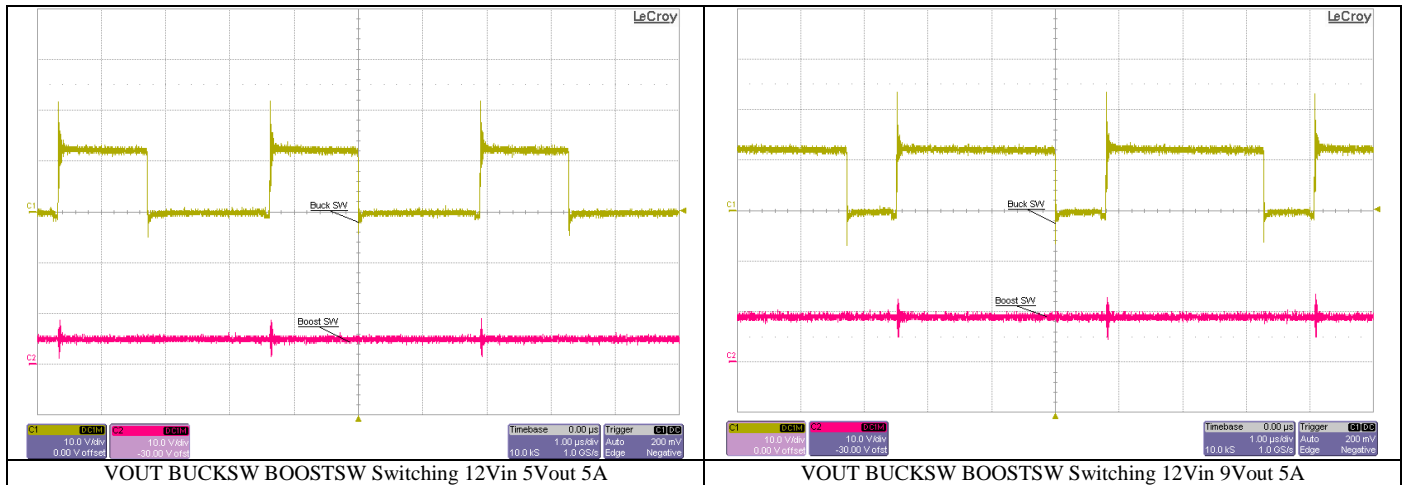 LeCroy
C1
Buck SW
Boost SW
C2
C1 DC1M
10.0 V/div
0.00 V offset
C2 DC1M
10.0 V/div
-30.00 V ofst
Timebase 0.00 µs
1.00 µs/div
10.0 kS 1.0 GS/s
Trigger C1 DC
Auto 200 mV
Edge Negative
VOUT BUCKSW BOOSTSW Switching 12Vin 5Vout 5A
LeCroy
C1
Buck SW
Boost SW
C2
C1 DC1M
10.0 V/div
0.00 V offset
C2 DC1M
10.0 V/div
-30.00 V ofst
Timebase 0.00 µs
1.00 µs/div
10.0 kS 1.0 GS/s
Trigger C1 DC
Auto 200 mV
Edge Negative
VOUT BUCKSW BOOSTSW Switching 12Vin 9Vout 5A